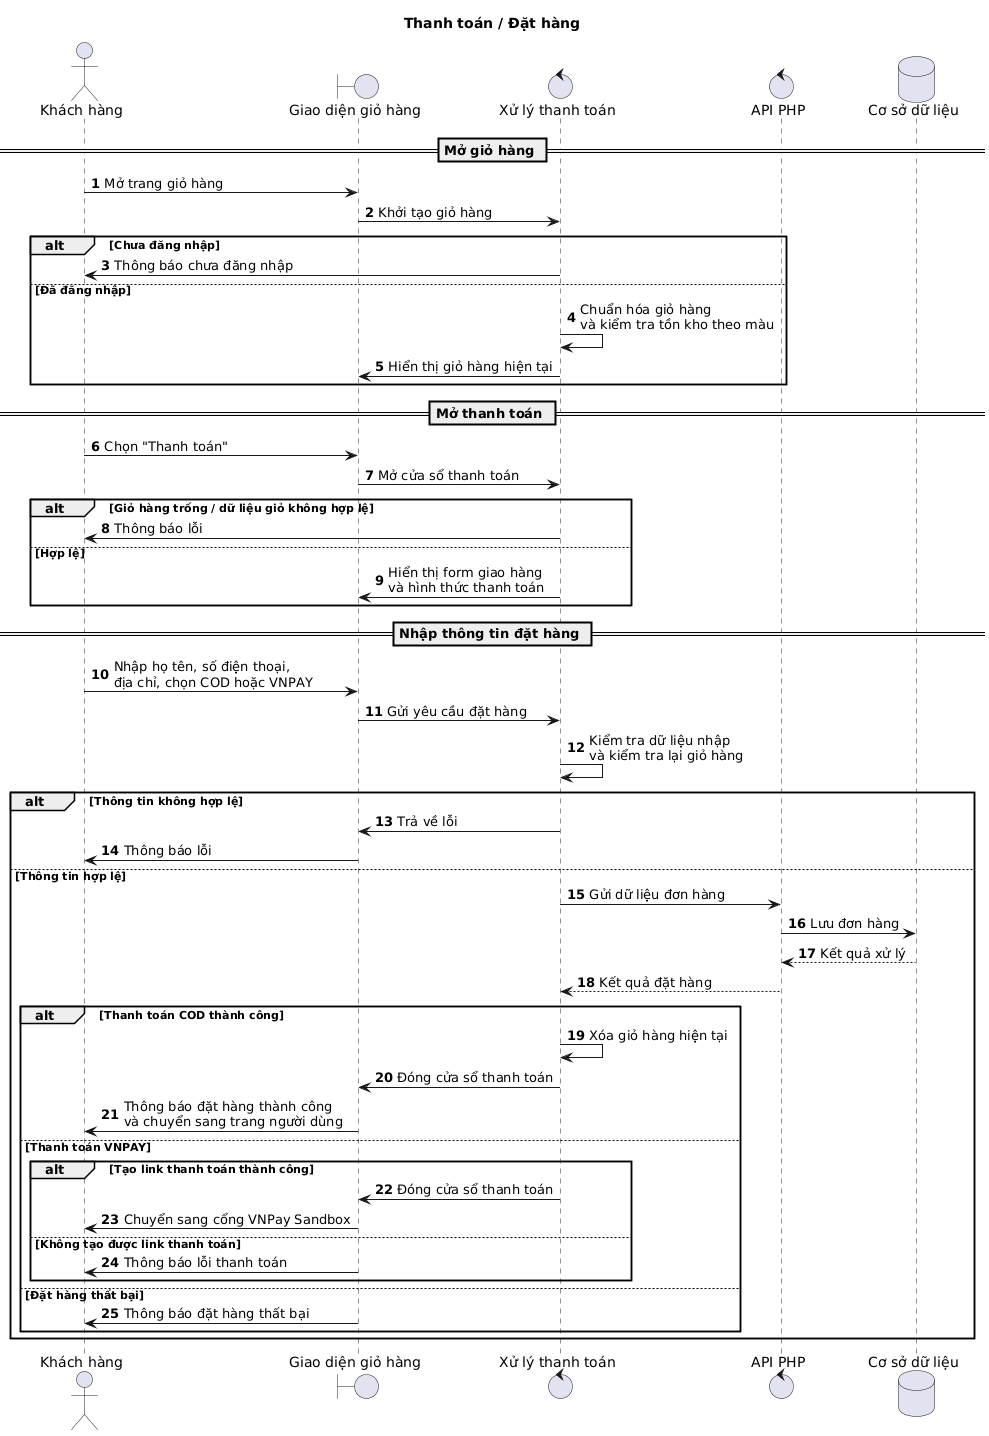 Thanh toán / Đặt hàng
Khách hàng
Giao diện giỏ hàng
Xử lý thanh toán
API PHP
Cơ sở dữ liệu
Mở giỏ hàng
1 Mở trang giỏ hàng
2 Khởi tạo giỏ hàng
alt [Chưa đăng nhập]
3 Thông báo chưa đăng nhập
[Đã đăng nhập]
4 Chuẩn hóa giỏ hàng
và kiểm tra tồn kho theo màu
5 Hiển thị giỏ hàng hiện tại
Mở thanh toán
6 Chọn "Thanh toán"
7 Mở cửa sổ thanh toán
alt [Giỏ hàng trống / dữ liệu giỏ không hợp lệ]
8 Thông báo lỗi
[Hợp lệ]
9 Hiển thị form giao hàng
và hình thức thanh toán
Nhập thông tin đặt hàng
10 Nhập họ tên, số điện thoại,
địa chỉ, chọn COD hoặc VNPAY
11 Gửi yêu cầu đặt hàng
12 Kiểm tra dữ liệu nhập
và kiểm tra lại giỏ hàng
alt [Thông tin không hợp lệ]
13 Trả về lỗi
14 Thông báo lỗi
[Thông tin hợp lệ]
15 Gửi dữ liệu đơn hàng
16 Lưu đơn hàng
17 Kết quả xử lý
18 Kết quả đặt hàng
alt [Thanh toán COD thành công]
19 Xóa giỏ hàng hiện tại
20 Đóng cửa sổ thanh toán
21 Thông báo đặt hàng thành công
và chuyển sang trang người dùng
[Thanh toán VNPAY]
alt [Tạo link thanh toán thành công]
22 Đóng cửa sổ thanh toán
23 Chuyển sang cổng VNPay Sandbox
[Không tạo được link thanh toán]
24 Thông báo lỗi thanh toán
[Đặt hàng thất bại]
25 Thông báo đặt hàng thất bại
Khách hàng
Giao diện giỏ hàng
Xử lý thanh toán
API PHP
Cơ sở dữ liệu